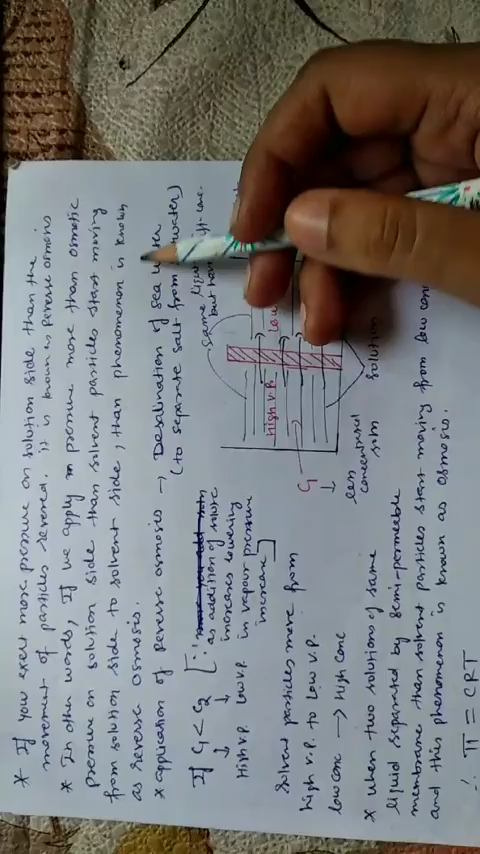 * If you exert more pressure on solution side than the
movement of particles reversed. it is known as reverse osmosis
* In other words, If we apply pressure more than osmotic
pressure on solution side than solvent particles start moving
from solution side to solvent side, than phenomenon is known
as reverse osmosis.
* application of reverse osmosis → Desalination of sea
(to separate salt from water)
If C₁ < C₂
↓ ↓
High v.p. low v.p.
[∵ as addition of solute
increases lowering
in vapour pressure
increase]
Solvent particles move from
high v.p. to low v.p.
low conc → High conc
same
but
High v.p.
low
C₁
↓
less
concentrated
soln
solution
* when two solutions of same
liquid separated by semi-permeable
membrane than solvent particles start moving from low
and this phenomenon is known as osmosis.
∴ π = CRT